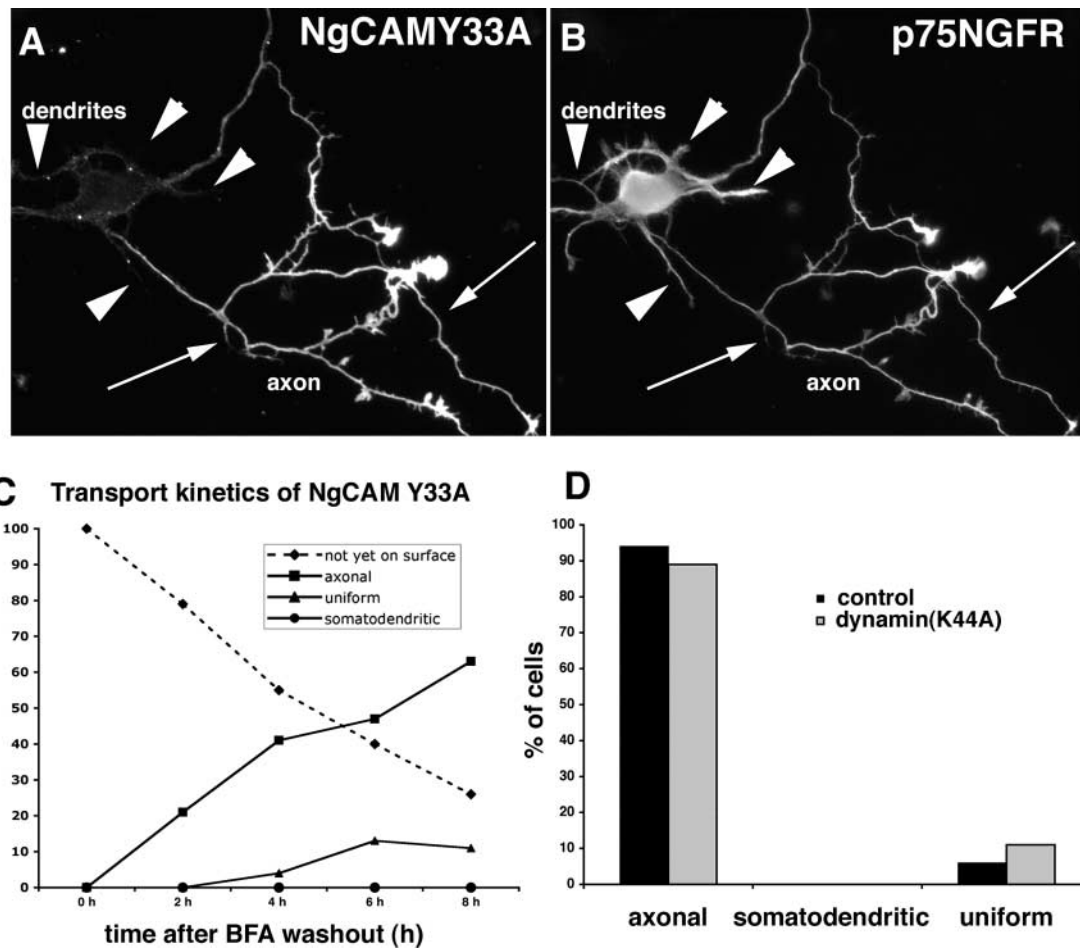 A
NgCAMY33A
dendrites
axon
B
p75NGFR
dendrites
axon
C
Transport kinetics of NgCAM Y33A
100
90
80
70
60
50
40
30
20
10
0
not yet on surface
axonal
uniform
somatodendritic
0 h 2 h 4 h 6 h 8 h
time after BFA washout (h)
D
% of cells
100
90
80
70
60
50
40
30
20
10
0
control
dynamin(K44A)
axonal somatodendritic uniform